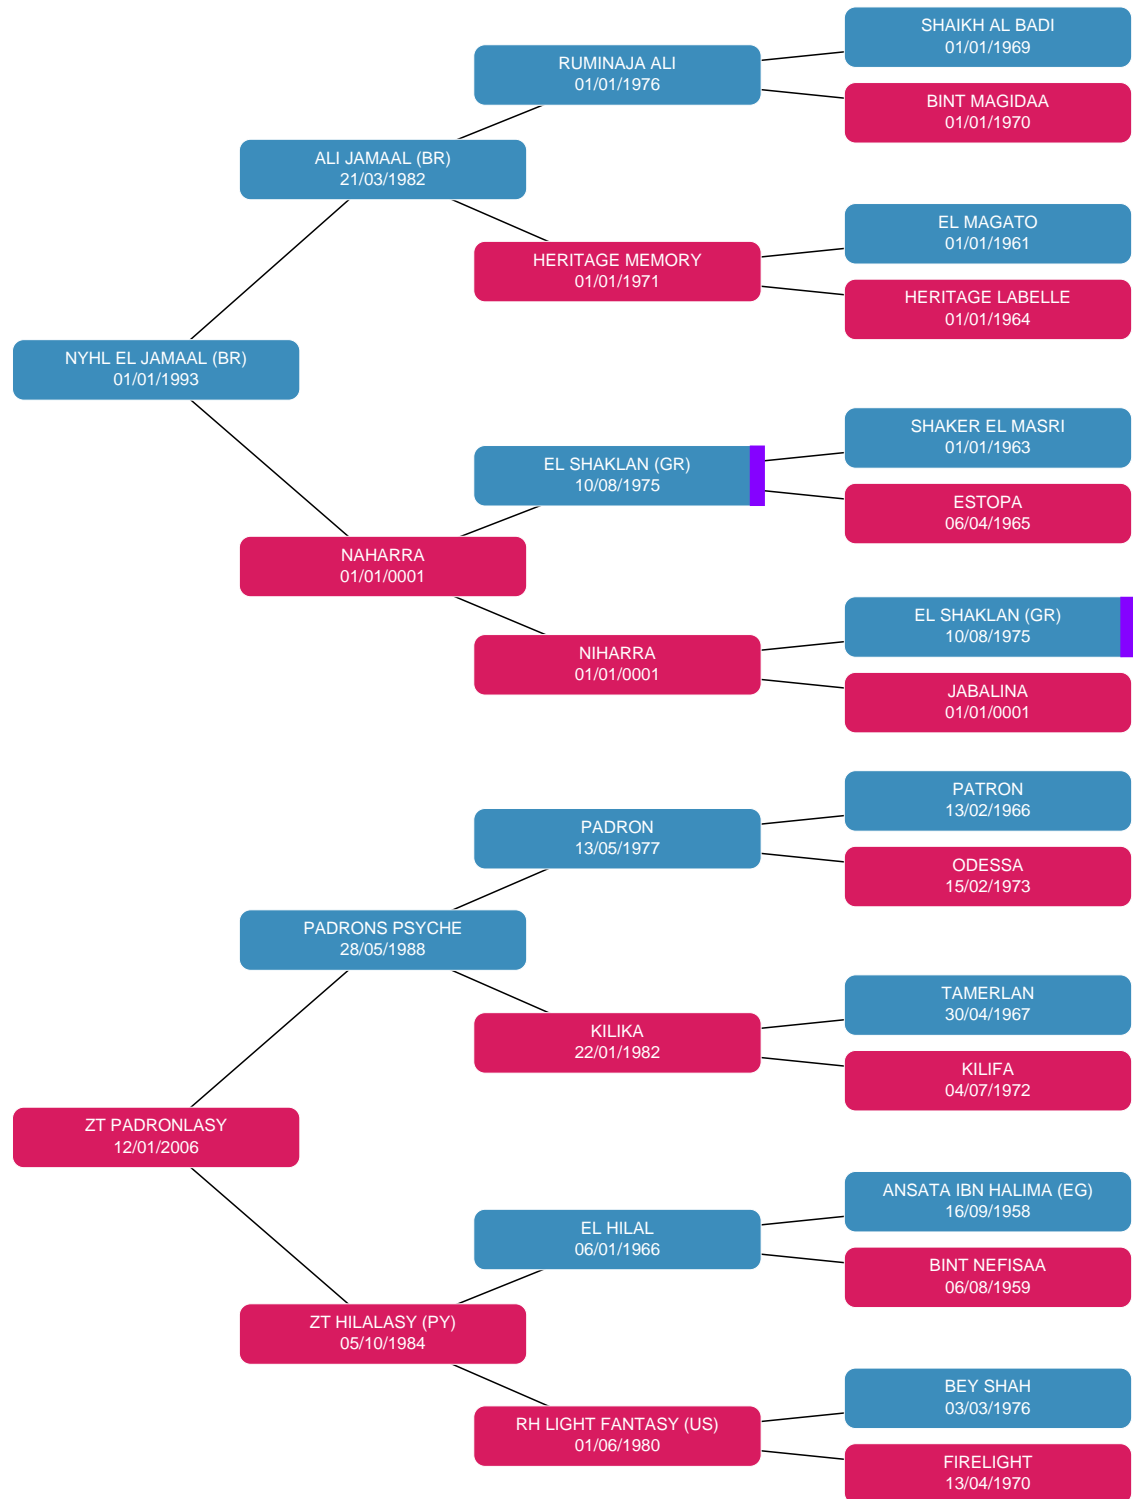 SHAIKH AL BADI
01/01/1969
RUMINAJA ALI
01/01/1976
BINT MAGIDAA
01/01/1970
ALI JAMAAL (BR)
21/03/1982
EL MAGATO
01/01/1961
HERITAGE MEMORY
01/01/1971
HERITAGE LABELLE
01/01/1964
NYHL EL JAMAAL (BR)
01/01/1993
SHAKER EL MASRI
01/01/1963
EL SHAKLAN (GR)
10/08/1975
ESTOPA
06/04/1965
NAHARRA
01/01/0001
EL SHAKLAN (GR)
10/08/1975
NIHARRA
01/01/0001
JABALINA
01/01/0001
PATRON
13/02/1966
PADRON
13/05/1977
ODESSA
15/02/1973
PADRONS PSYCHE
28/05/1988
TAMERLAN
30/04/1967
KILIKA
22/01/1982
KILIFA
04/07/1972
ZT PADRONLASY
12/01/2006
ANSATA IBN HALIMA (EG)
16/09/1958
EL HILAL
06/01/1966
BINT NEFISAA
06/08/1959
ZT HILALASY (PY)
05/10/1984
BEY SHAH
03/03/1976
RH LIGHT FANTASY (US)
01/06/1980
FIRELIGHT
13/04/1970